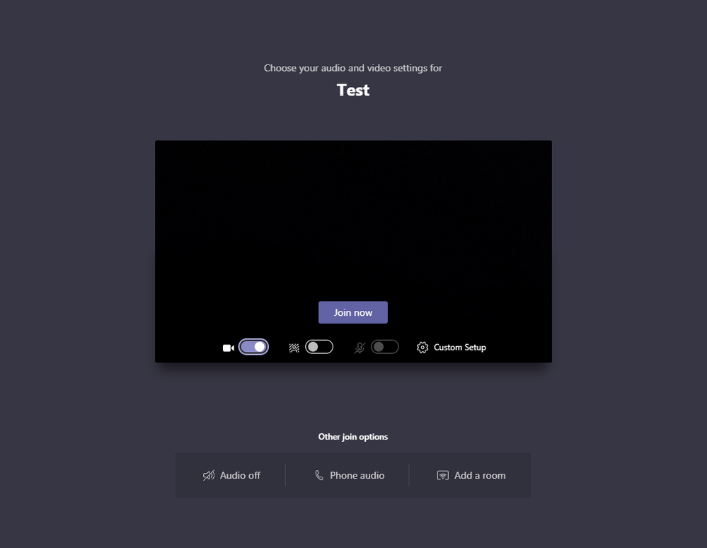 Choose your audio and video settings for
Test
Join now
Custom Setup
Other join options
Audio off
Phone audio
Add a room